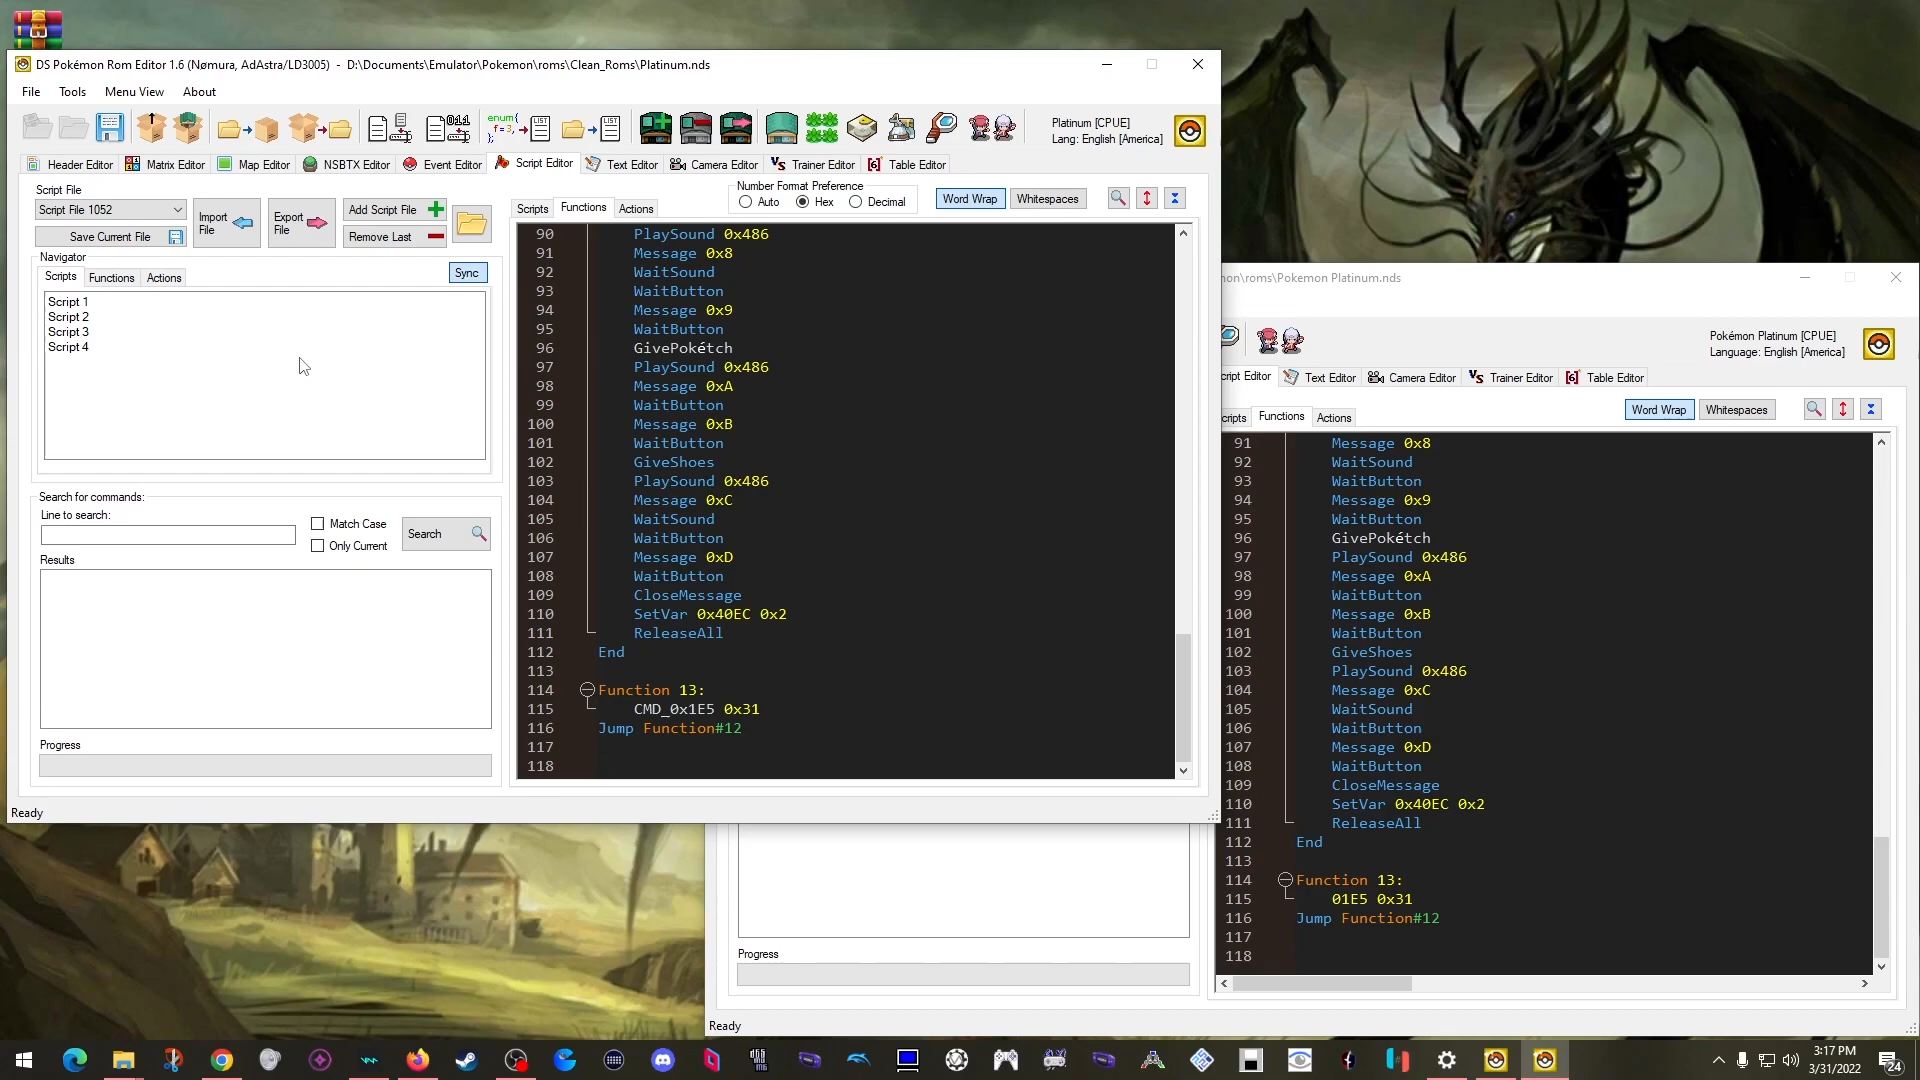 DS Pokémon Rom Editor 1.6 (Nømura, AdAstra/LD3005)  -  D:\Documents\Emulator\Pokemon\roms\Clean_Roms\Platinum.nds
File Tools Menu View About
011
enum{ f=3, }; LIST LIST
Platinum [CPUE]
Lang: English [America]
Header Editor Matrix Editor Map Editor NSBTX Editor Event Editor Script Editor Text Editor Camera Editor Trainer Editor Table Editor
Script File
Script File 1052
Save Current File
Import File
Export File
Add Script File
Remove Last
Scripts Functions Actions
Number Format Preference
Auto Hex Decimal
Word Wrap Whitespaces
Navigator
Scripts Functions Actions Sync
Script 1
Script 2
Script 3
Script 4
Search for commands:
Line to search:
Match Case
Only Current
Search
Results
Progress
Ready
90 PlaySound 0x486
91 Message 0x8
92 WaitSound
93 WaitButton
94 Message 0x9
95 WaitButton
96 GivePokétch
97 PlaySound 0x486
98 Message 0xA
99 WaitButton
100 Message 0xB
101 WaitButton
102 GiveShoes
103 PlaySound 0x486
104 Message 0xC
105 WaitSound
106 WaitButton
107 Message 0xD
108 WaitButton
109 CloseMessage
110 SetVar 0x40EC 0x2
111 ReleaseAll
112 End
113
114 Function 13:
115 CMD_0x1E5 0x31
116 Jump Function#12
117
118
mon\roms\Pokemon Platinum.nds
Pokémon Platinum [CPUE]
Language: English [America]
cript Editor Text Editor Camera Editor Trainer Editor Table Editor
cripts Functions Actions
Word Wrap Whitespaces
91 Message 0x8
92 WaitSound
93 WaitButton
94 Message 0x9
95 WaitButton
96 GivePokétch
97 PlaySound 0x486
98 Message 0xA
99 WaitButton
100 Message 0xB
101 WaitButton
102 GiveShoes
103 PlaySound 0x486
104 Message 0xC
105 WaitSound
106 WaitButton
107 Message 0xD
108 WaitButton
109 CloseMessage
110 SetVar 0x40EC 0x2
111 ReleaseAll
112 End
113
114 Function 13:
115 01E5 0x31
116 Jump Function#12
117
118
Progress
Ready
3:17 PM
3/31/2022
24